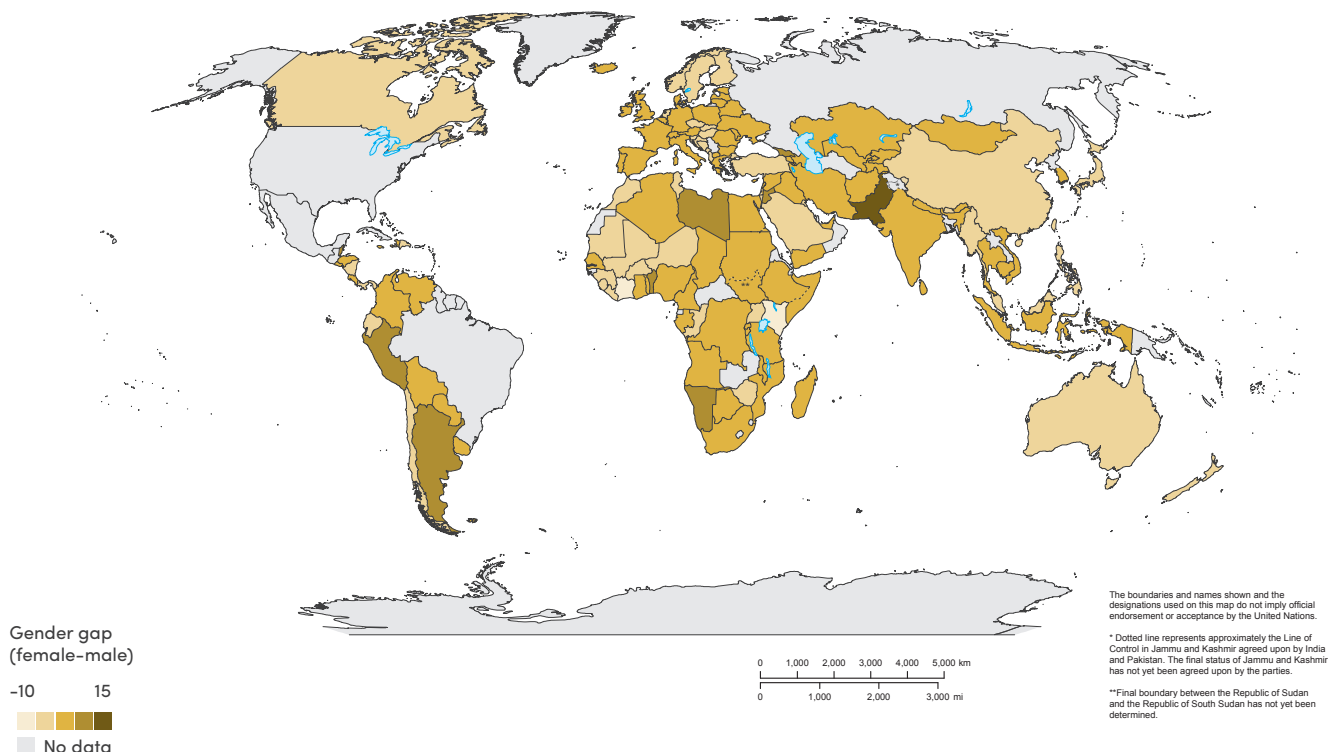 The boundaries and names shown and the
designations used on this map do not imply official
endorsement or acceptance by the United Nations.
* Dotted line represents approximately the Line of
Control in Jammu and Kashmir agreed upon by India
and Pakistan. The final status of Jammu and Kashmir
has not yet been agreed upon by the parties.
**Final boundary between the Republic of Sudan
and the Republic of South Sudan has not yet been
determined.
**
Gender gap
(female-male)
-10 15
No data
0 1,000 2,000 3,000 4,000 5,000 km
0 1,000 2,000 3,000 mi